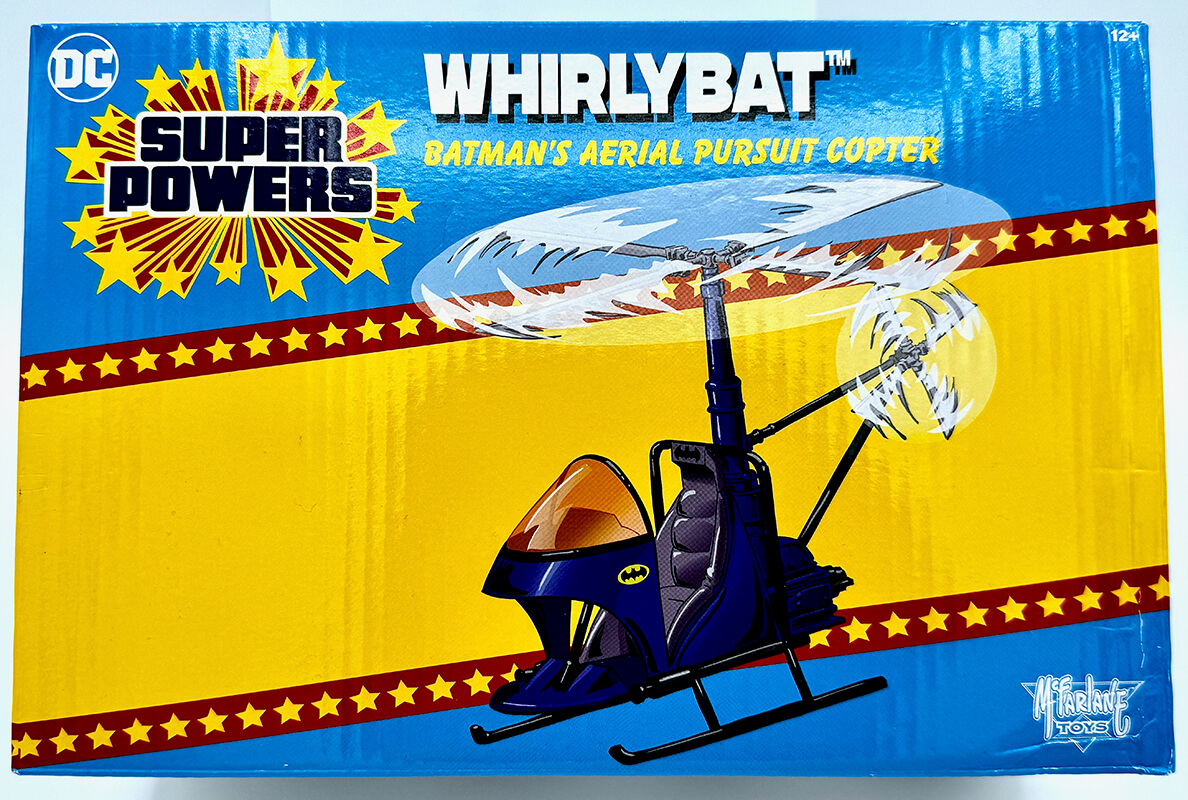 DC
SUPER
POWERS
WHIRLYBAT™
BATMAN'S AERIAL PURSUIT COPTER
12+
McFARLANE
TOYS